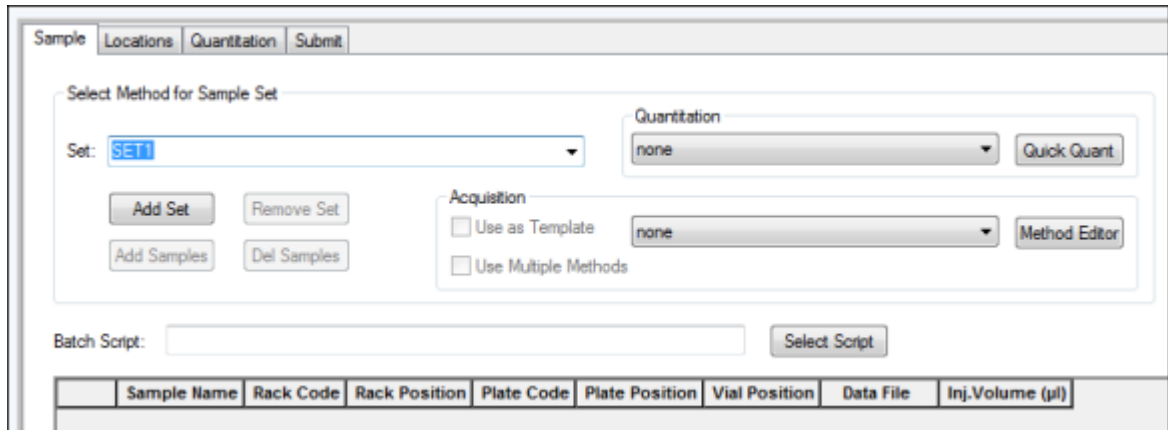 Sample Locations Quantitation Submit
Select Method for Sample Set
Quantitation
Set: SET1 none Quick Quant
Add Set Remove Set
Acquisition
Use as Template none Method Editor
Add Samples Del Samples
Use Multiple Methods
Batch Script: Select Script
Sample Name Rack Code Rack Position Plate Code Plate Position Vial Position Data File Inj.Volume (µl)